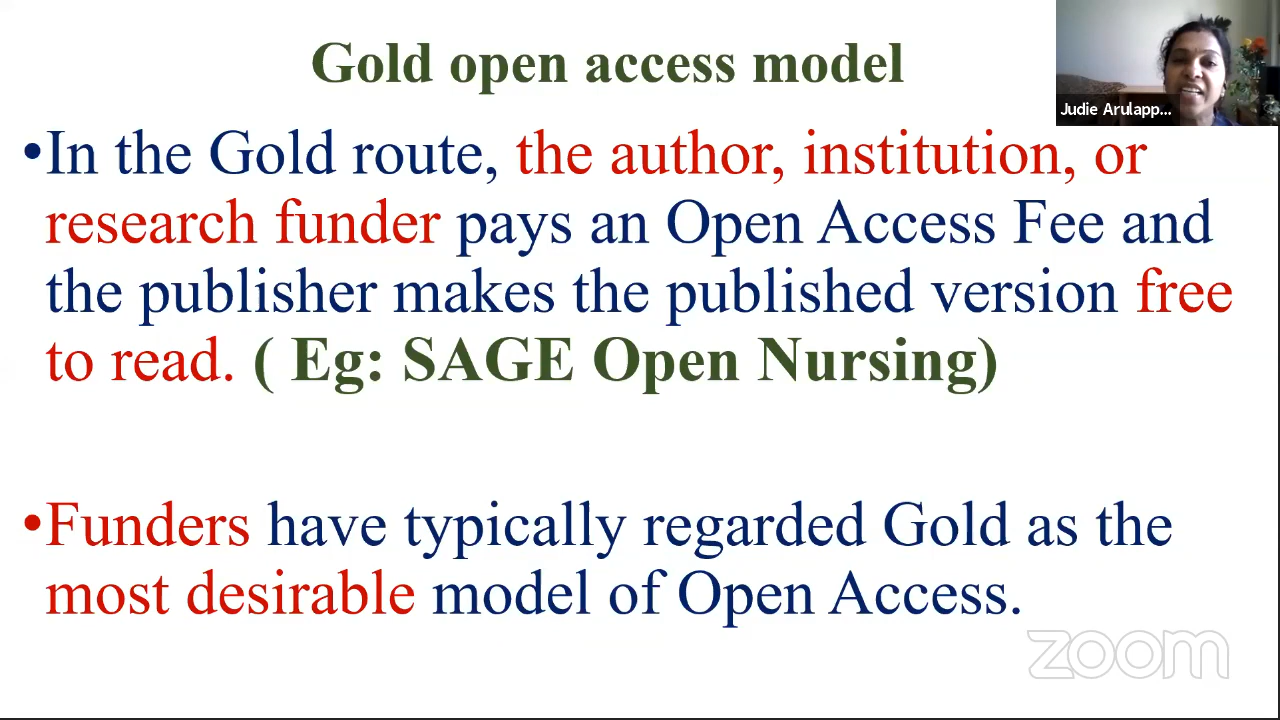 Gold open access model
Judie Arulapp...
•In the Gold route, the author, institution, or
research funder pays an Open Access Fee and
the publisher makes the published version free
to read. ( Eg: SAGE Open Nursing)
•Funders have typically regarded Gold as the
most desirable model of Open Access.
zoom